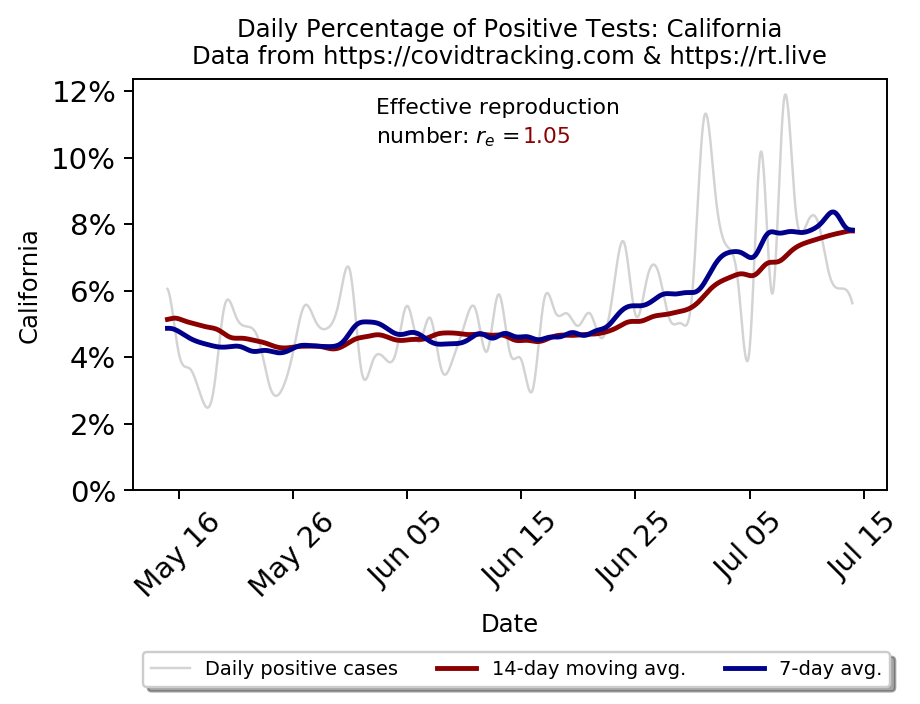 Daily Percentage of Positive Tests: California
Data from https://covidtracking.com & https://rt.live
Effective reproduction
number: rₑ =1.05
12%
10%
8%
6%
4%
2%
0%
California
May 16
May 26
Jun 05
Jun 15
Jun 25
Jul 05
Jul 15
Date
Daily positive cases
14-day moving avg.
7-day avg.